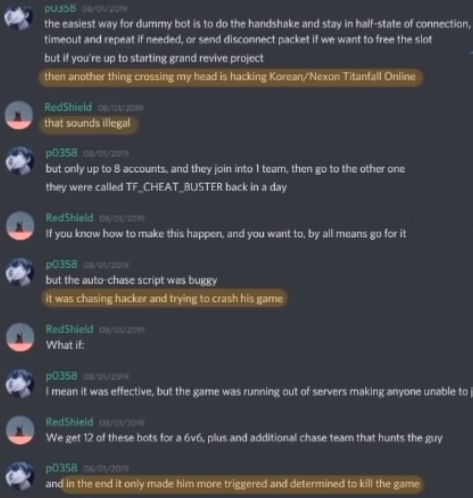 p0358 08/01/2019
the easiest way for dummy bot is to do the handshake and stay in half-state of connection,
timeout and repeat if needed, or send disconnect packet if we want to free the slot
but if you're up to starting grand revive project
then another thing crossing my head is hacking Korean/Nexon Titanfall Online
RedShield 08/01/2019
that sounds illegal
p0358 08/01/2019
but only up to 8 accounts, and they join into 1 team, then go to the other one
they were called TF_CHEAT_BUSTER back in a day
RedShield 08/01/2019
If you know how to make this happen, and you want to, by all means go for it
p0358 08/01/2019
but the auto-chase script was buggy
it was chasing hacker and trying to crash his game
RedShield 08/01/2019
What if:
p0358 08/01/2019
I mean it was effective, but the game was running out of servers making anyone unable to
RedShield 08/01/2019
We get 12 of these bots for a 6v6, plus and additional chase team that hunts the guy
p0358 08/01/2019
and in the end it only made him more triggered and determined to kill the game